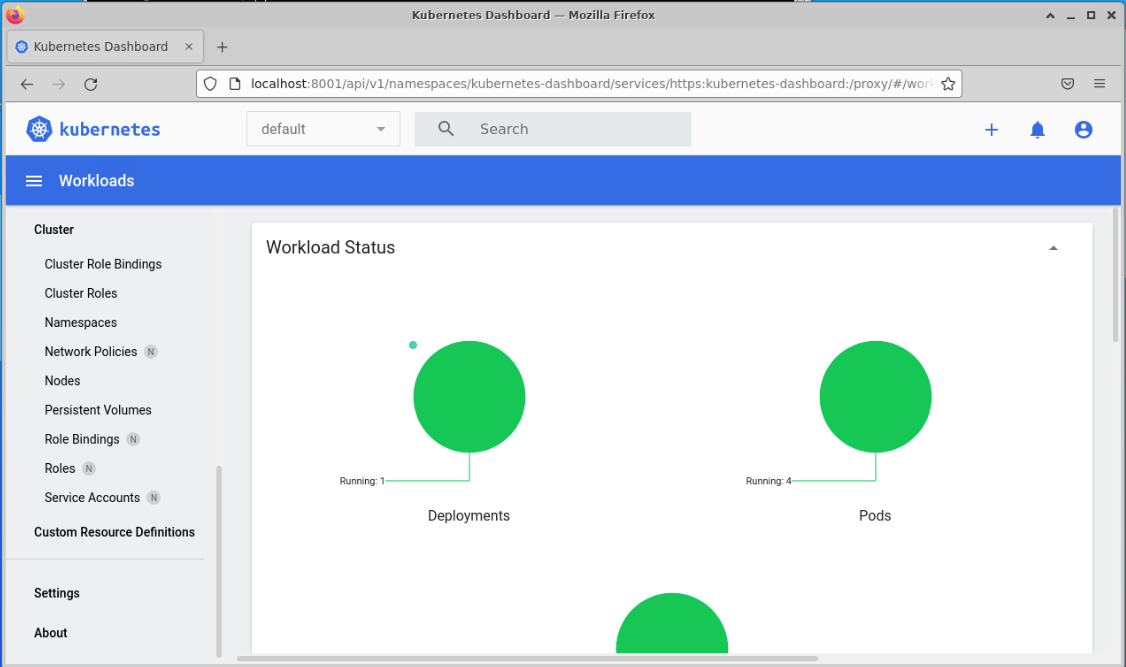 Kubernetes Dashboard — Mozilla Firefox
Kubernetes Dashboard
localhost:8001/api/v1/namespaces/kubernetes-dashboard/services/https:kubernetes-dashboard:/proxy/#/work
kubernetes
default
Search
Workloads
Cluster
Cluster Role Bindings
Cluster Roles
Namespaces
Network Policies N
Nodes
Persistent Volumes
Role Bindings N
Roles N
Service Accounts N
Custom Resource Definitions
Settings
About
Workload Status
Running: 1
Deployments
Running: 4
Pods